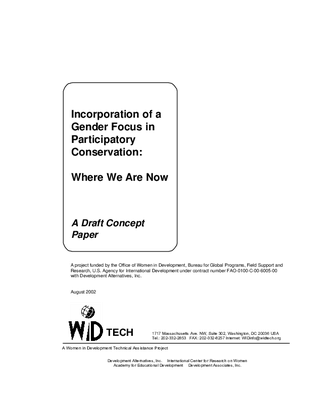 Incorporation of a
Gender Focus in
Participatory
Conservation:
Where We Are Now
A Draft Concept
Paper
A project funded by the Office of Women in Development, Bureau for Global Programs, Field Support and
Research, U.S. Agency for International Development under contract number FAO-0100-C-00-6005-00
with Development Alternatives, Inc.
August 2002
WID TECH
1717 Massachusetts Ave. NW, Suite 302, Washington, DC 20036 USA
Tel: 202-332-2853 FAX: 202-332-8257 Internet: WIDinfo@widtech.org
A Women in Development Technical Assistance Project
Development Alternatives, Inc. International Center for Research on Women
Academy for Educational Development Development Associates, Inc.